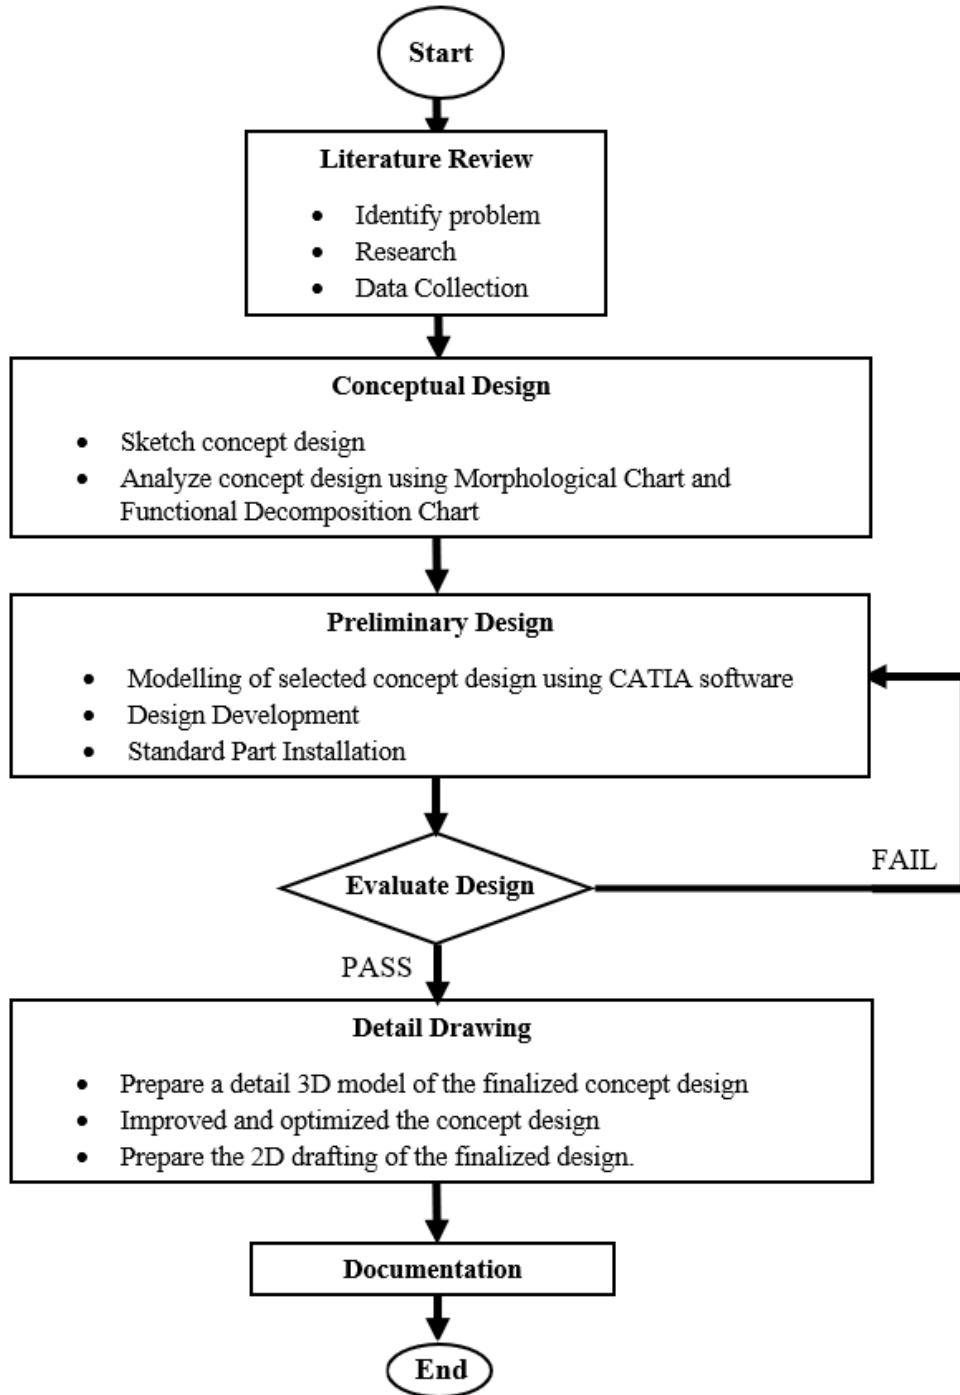 Start
Literature Review
• Identify problem
• Research
• Data Collection
Conceptual Design
• Sketch concept design
• Analyze concept design using Morphological Chart and
Functional Decomposition Chart
Preliminary Design
• Modelling of selected concept design using CATIA software
• Design Development
• Standard Part Installation
Evaluate Design
FAIL
PASS
Detail Drawing
• Prepare a detail 3D model of the finalized concept design
• Improved and optimized the concept design
• Prepare the 2D drafting of the finalized design.
Documentation
End